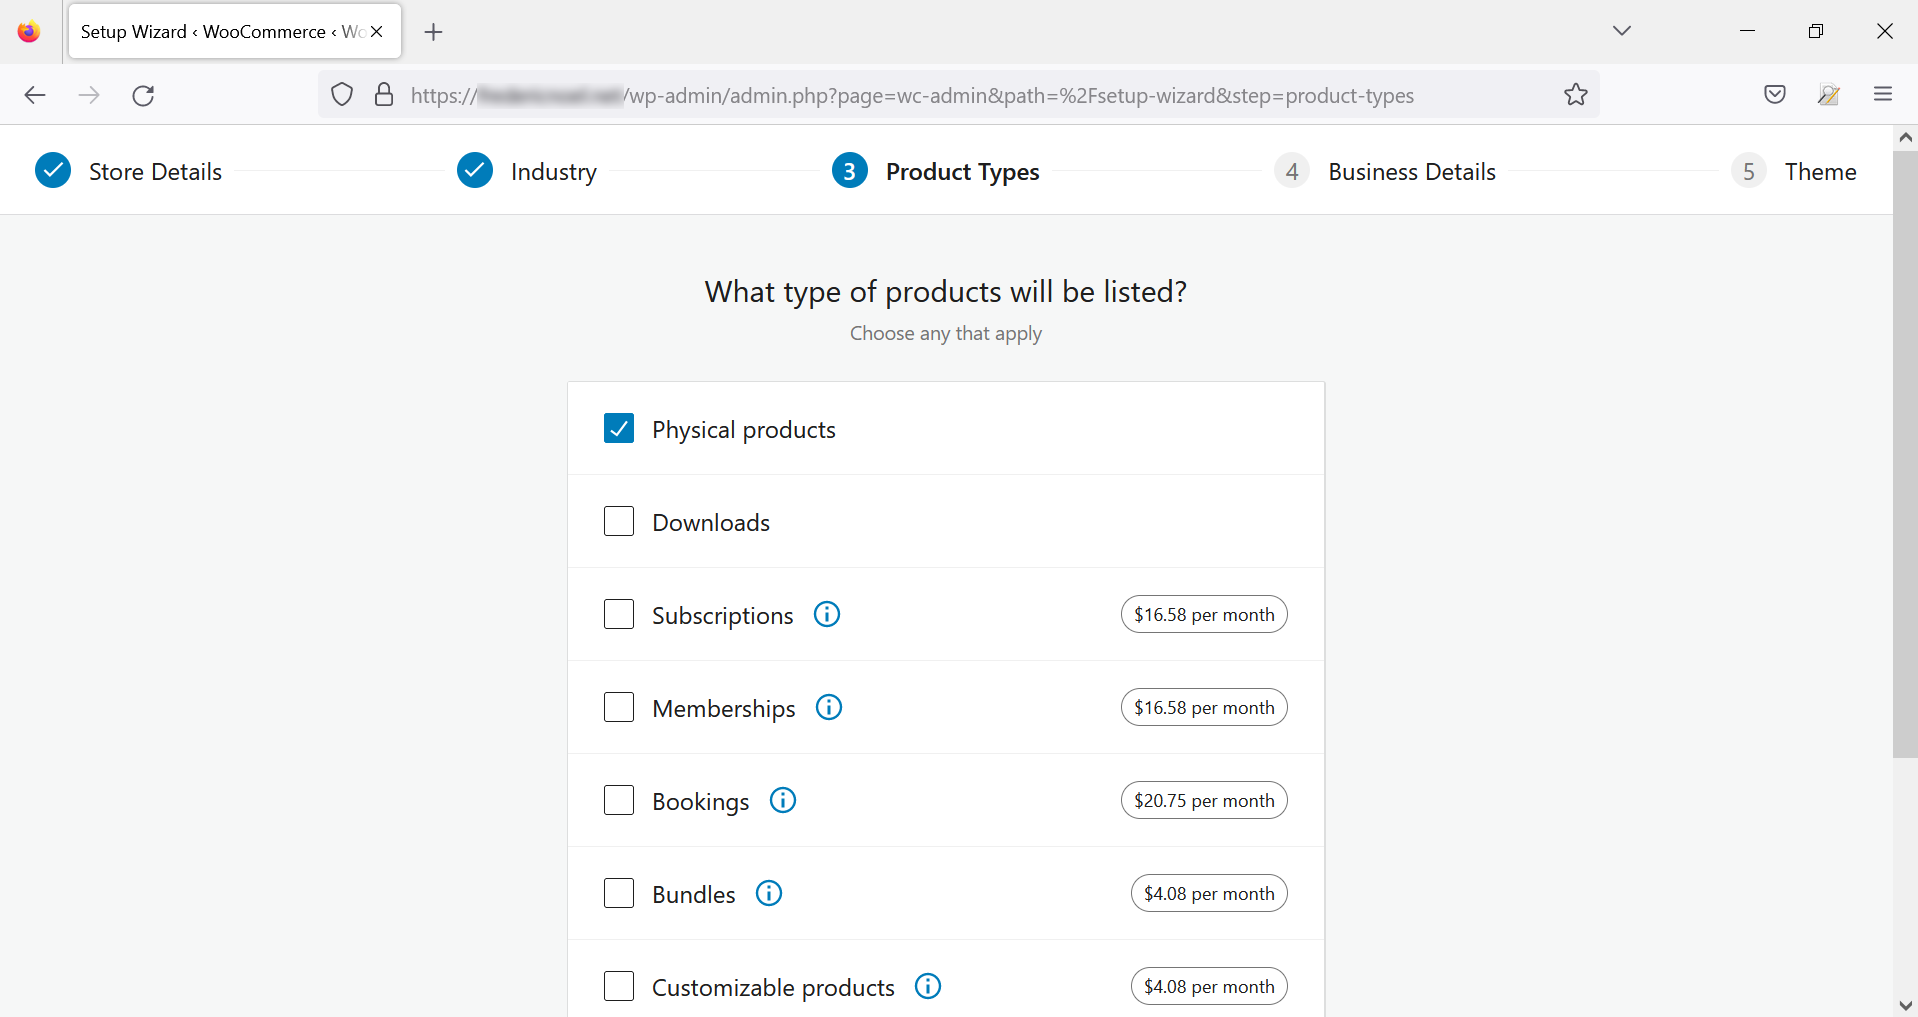 Setup Wizard ‹ WooCommerce ‹ Wo
https:// /wp-admin/admin.php?page=wc-admin&path=%2Fsetup-wizard&step=product-types
Store Details
Industry
3 Product Types
4 Business Details
5 Theme
What type of products will be listed?
Choose any that apply
Physical products
Downloads
Subscriptions $16.58 per month
Memberships $16.58 per month
Bookings $20.75 per month
Bundles $4.08 per month
Customizable products $4.08 per month